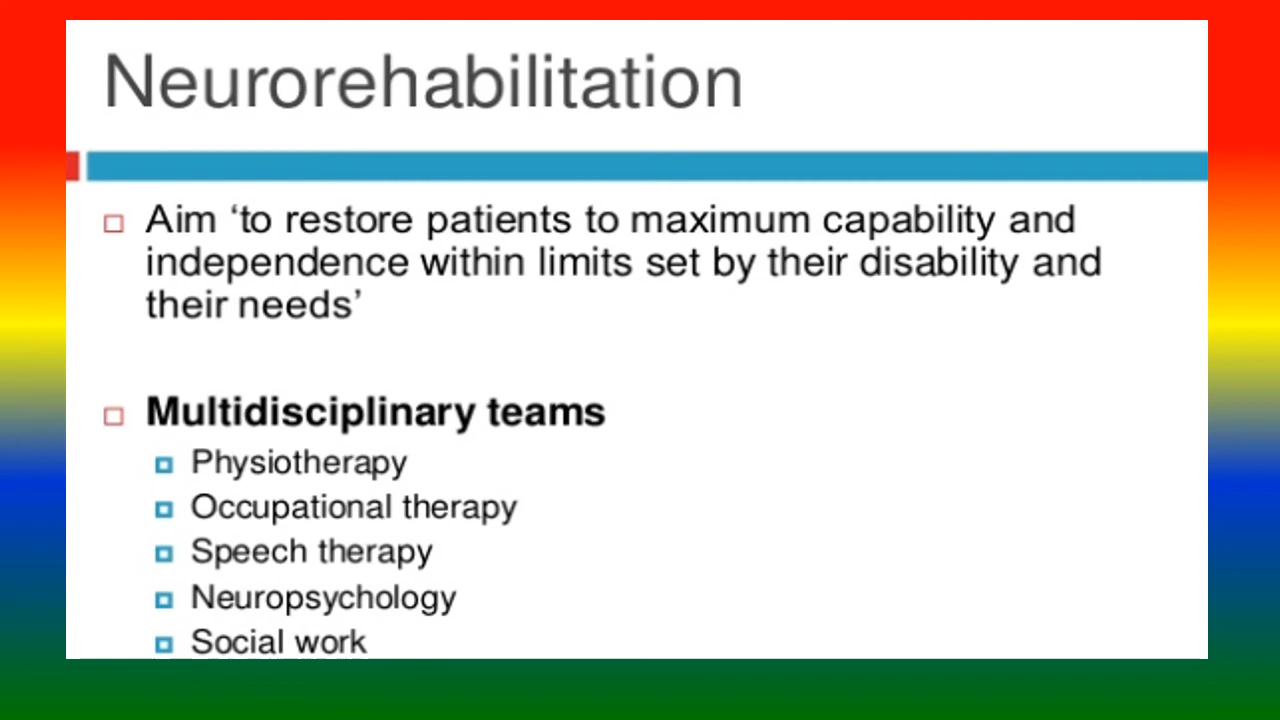 Neurorehabilitation
Aim ‘to restore patients to maximum capability and
independence within limits set by their disability and
their needs’
Multidisciplinary teams
Physiotherapy
Occupational therapy
Speech therapy
Neuropsychology
Social work